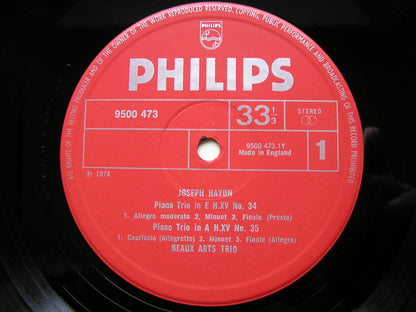 ALL RIGHTS OF THE RECORD PRODUCER AND OF THE OWNER OF THE WORK REPRODUCED RESERVED. COPYING, PUBLIC PERFORMANCE AND BROADCASTING OF THIS RECORD PROHIBITED
PHILIPS
PHILIPS
9500 473
33 1/3
STEREO
9500 473.1Y
Made in England
1
Ⓟ 1978
JOSEPH HAYDN
Piano Trio in E H.XV No. 34
1. Allegro moderato 2, Minuet 3, Finale (Presto)
Piano Trio in A H.XV No. 35
1. Capriccio (Allegretto) 2, Minuet 3. Finale (Allegro)
BEAUX ARTS TRIO